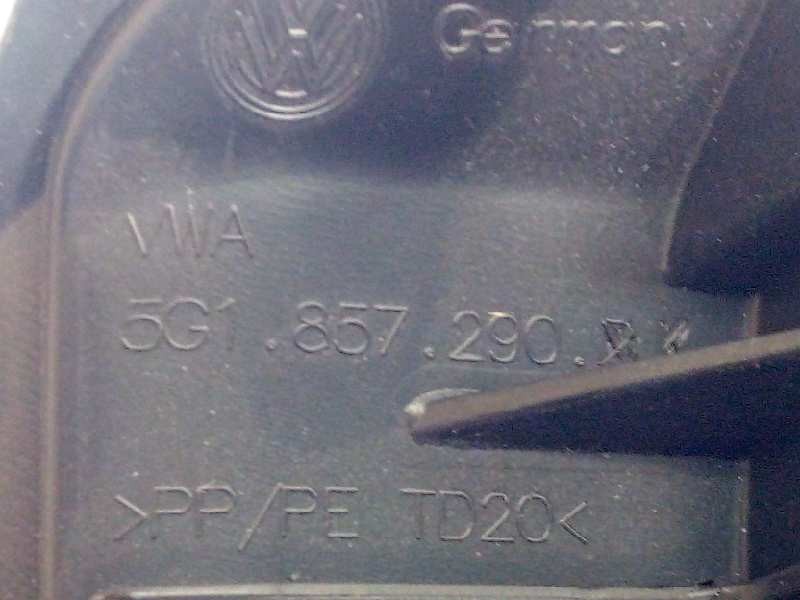 Germany
VWA
5G1.857.290.
>PP/PE TD20<